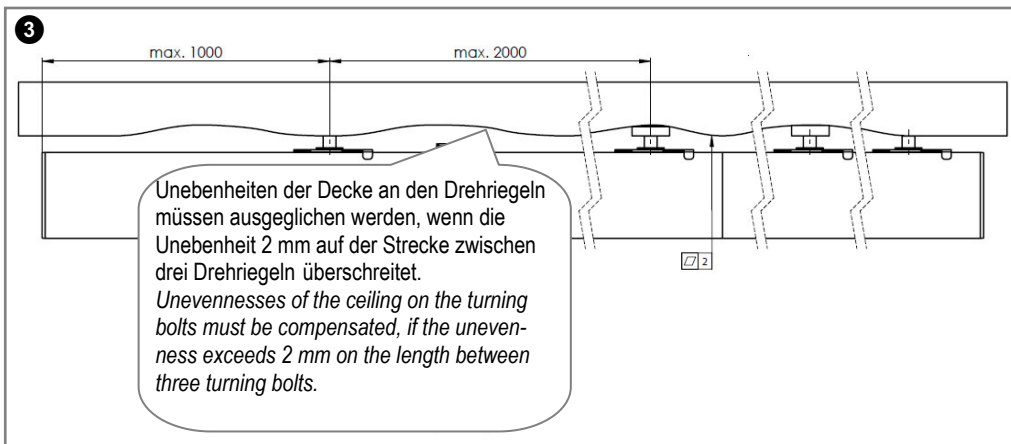 3
max. 1000
max. 2000
Unebenheiten der Decke an den Drehriegeln
müssen ausgeglichen werden, wenn die
Unebenheit 2 mm auf der Strecke zwischen
drei Drehriegeln überschreitet.
Unevennesses of the ceiling on the turning
bolts must be compensated, if the uneven-
ness exceeds 2 mm on the length between
three turning bolts.
2